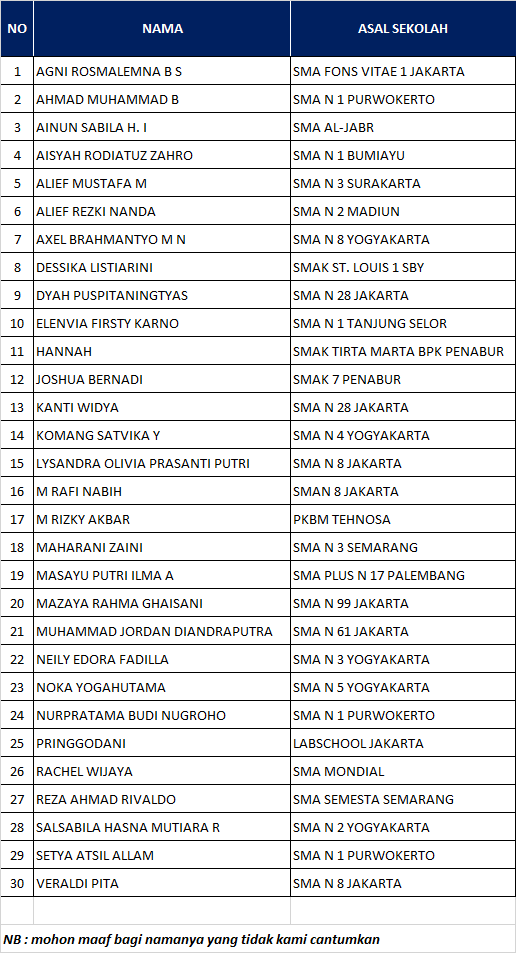 NO NAMA ASAL SEKOLAH
1 AGNI ROSMALEMNA B S SMA FONS VITAE 1 JAKARTA
2 AHMAD MUHAMMAD B SMA N 1 PURWOKERTO
3 AINUN SABILA H. I SMA AL-JABR
4 AISYAH RODIATUZ ZAHRO SMA N 1 BUMIAYU
5 ALIEF MUSTAFA M SMA N 3 SURAKARTA
6 ALIEF REZKI NANDA SMA N 2 MADIUN
7 AXEL BRAHMANTYO M N SMA N 8 YOGYAKARTA
8 DESSIKA LISTIARINI SMAK ST. LOUIS 1 SBY
9 DYAH PUSPITANINGTYAS SMA N 28 JAKARTA
10 ELENVIA FIRSTY KARNO SMA N 1 TANJUNG SELOR
11 HANNAH SMAK TIRTA MARTA BPK PENABUR
12 JOSHUA BERNADI SMAK 7 PENABUR
13 KANTI WIDYA SMA N 28 JAKARTA
14 KOMANG SATVIKA Y SMA N 4 YOGYAKARTA
15 LYSANDRA OLIVIA PRASANTI PUTRI SMA N 8 JAKARTA
16 M RAFI NABIH SMAN 8 JAKARTA
17 M RIZKY AKBAR PKBM TEHNOSA
18 MAHARANI ZAINI SMA N 3 SEMARANG
19 MASAYU PUTRI ILMA A SMA PLUS N 17 PALEMBANG
20 MAZAYA RAHMA GHAISANI SMA N 99 JAKARTA
21 MUHAMMAD JORDAN DIANDRAPUTRA SMA N 61 JAKARTA
22 NEILY EDORA FADILLA SMA N 3 YOGYAKARTA
23 NOKA YOGAHUTAMA SMA N 5 YOGYAKARTA
24 NURPRATAMA BUDI NUGROHO SMA N 1 PURWOKERTO
25 PRINGGODANI LABSCHOOL JAKARTA
26 RACHEL WIJAYA SMA MONDIAL
27 REZA AHMAD RIVALDO SMA SEMESTA SEMARANG
28 SALSABILA HASNA MUTIARA R SMA N 2 YOGYAKARTA
29 SETYA ATSIL ALLAM SMA N 1 PURWOKERTO
30 VERALDI PITA SMA N 8 JAKARTA
NB : mohon maaf bagi namanya yang tidak kami cantumkan